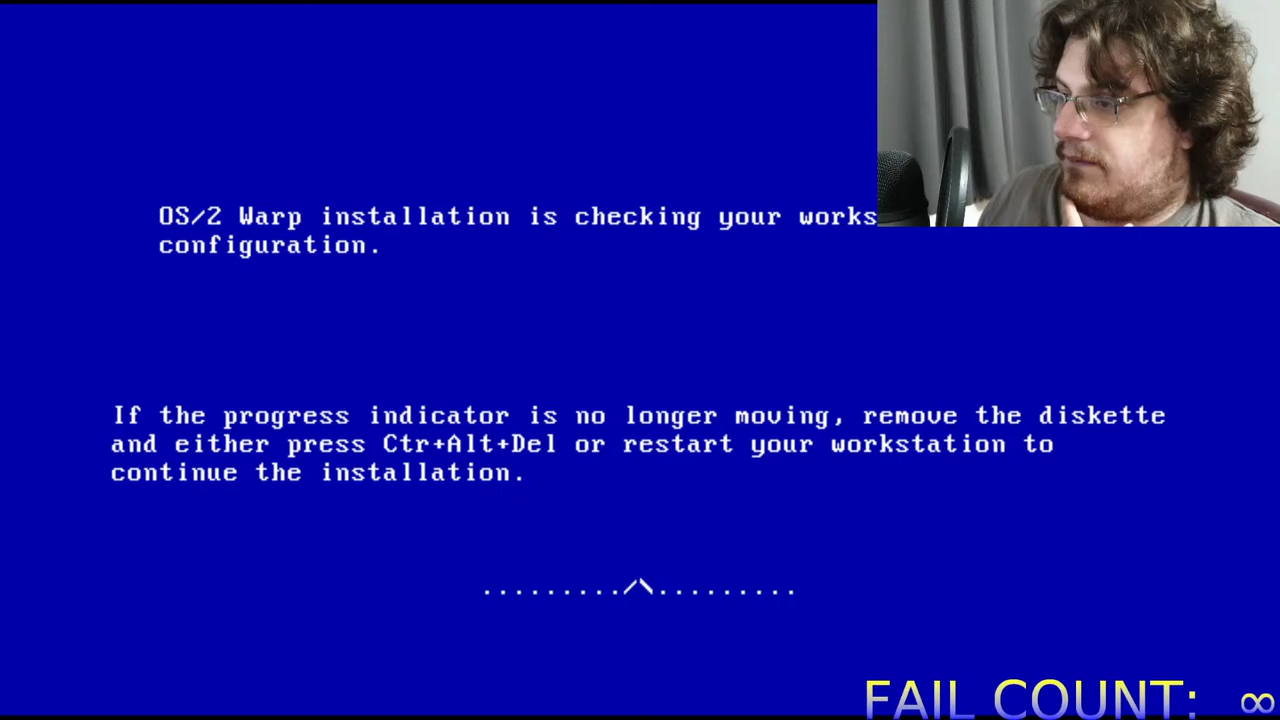 OS/2 Warp installation is checking your works
configuration.
If the progress indicator is no longer moving, remove the diskette
and either press Ctr+Alt+Del or restart your workstation to
continue the installation.
........./\.........
FAIL COUNT: ∞